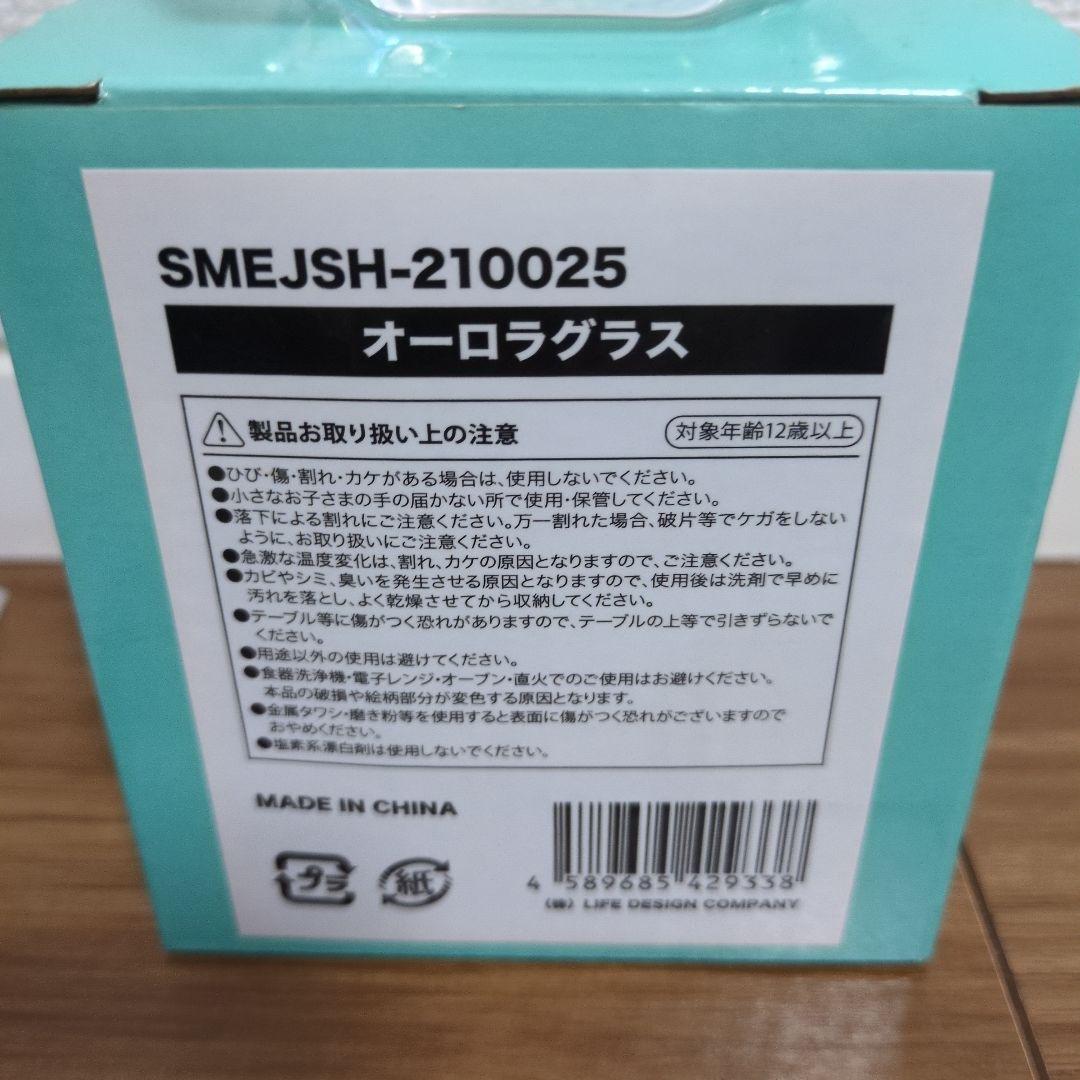 SMEJSH-210025
オーロラグラス
製品お取り扱い上の注意
対象年齢12歳以上
●ひび・傷・割れ・カケがある場合は、使用しないでください。
●小さなお子さまの手の届かない所で使用・保管してください。
●落下による割れにご注意ください。万一割れた場合、破片等でケガをしない
ように、お取り扱いにご注意ください。
●急激な温度変化は、割れ、カケの原因となりますので、ご注意ください。
●カビやシミ、臭いを発生させる原因となりますので、使用後は洗剤で早めに
汚れを落とし、よく乾燥させてから収納してください。
●テーブル等に傷がつく恐れがありますので、テーブルの上等で引きずらないで
ください。
●用途以外の使用は避けてください。
●食器洗浄機・電子レンジ・オーブン・直火でのご使用はお避けください。
本品の破損や絵柄部分が変色する原因となります。
●金属タワシ・磨き粉等を使用すると表面に傷がつく恐れがございますので
おやめください。
●塩素系漂白剤は使用しないでください。
MADE IN CHINA
プラ
紙
4 589685 429338
(株) LIFE DESIGN COMPANY